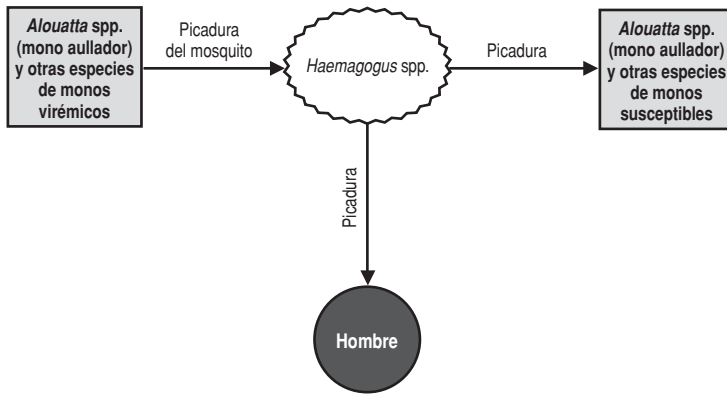 Alouatta spp.
(mono aullador)
y otras especies
de monos
virémicos
Picadura
del mosquito
Haemagogus spp.
Picadura
Alouatta spp.
(mono aullador)
y otras especies
de monos
susceptibles
Picadura
Hombre